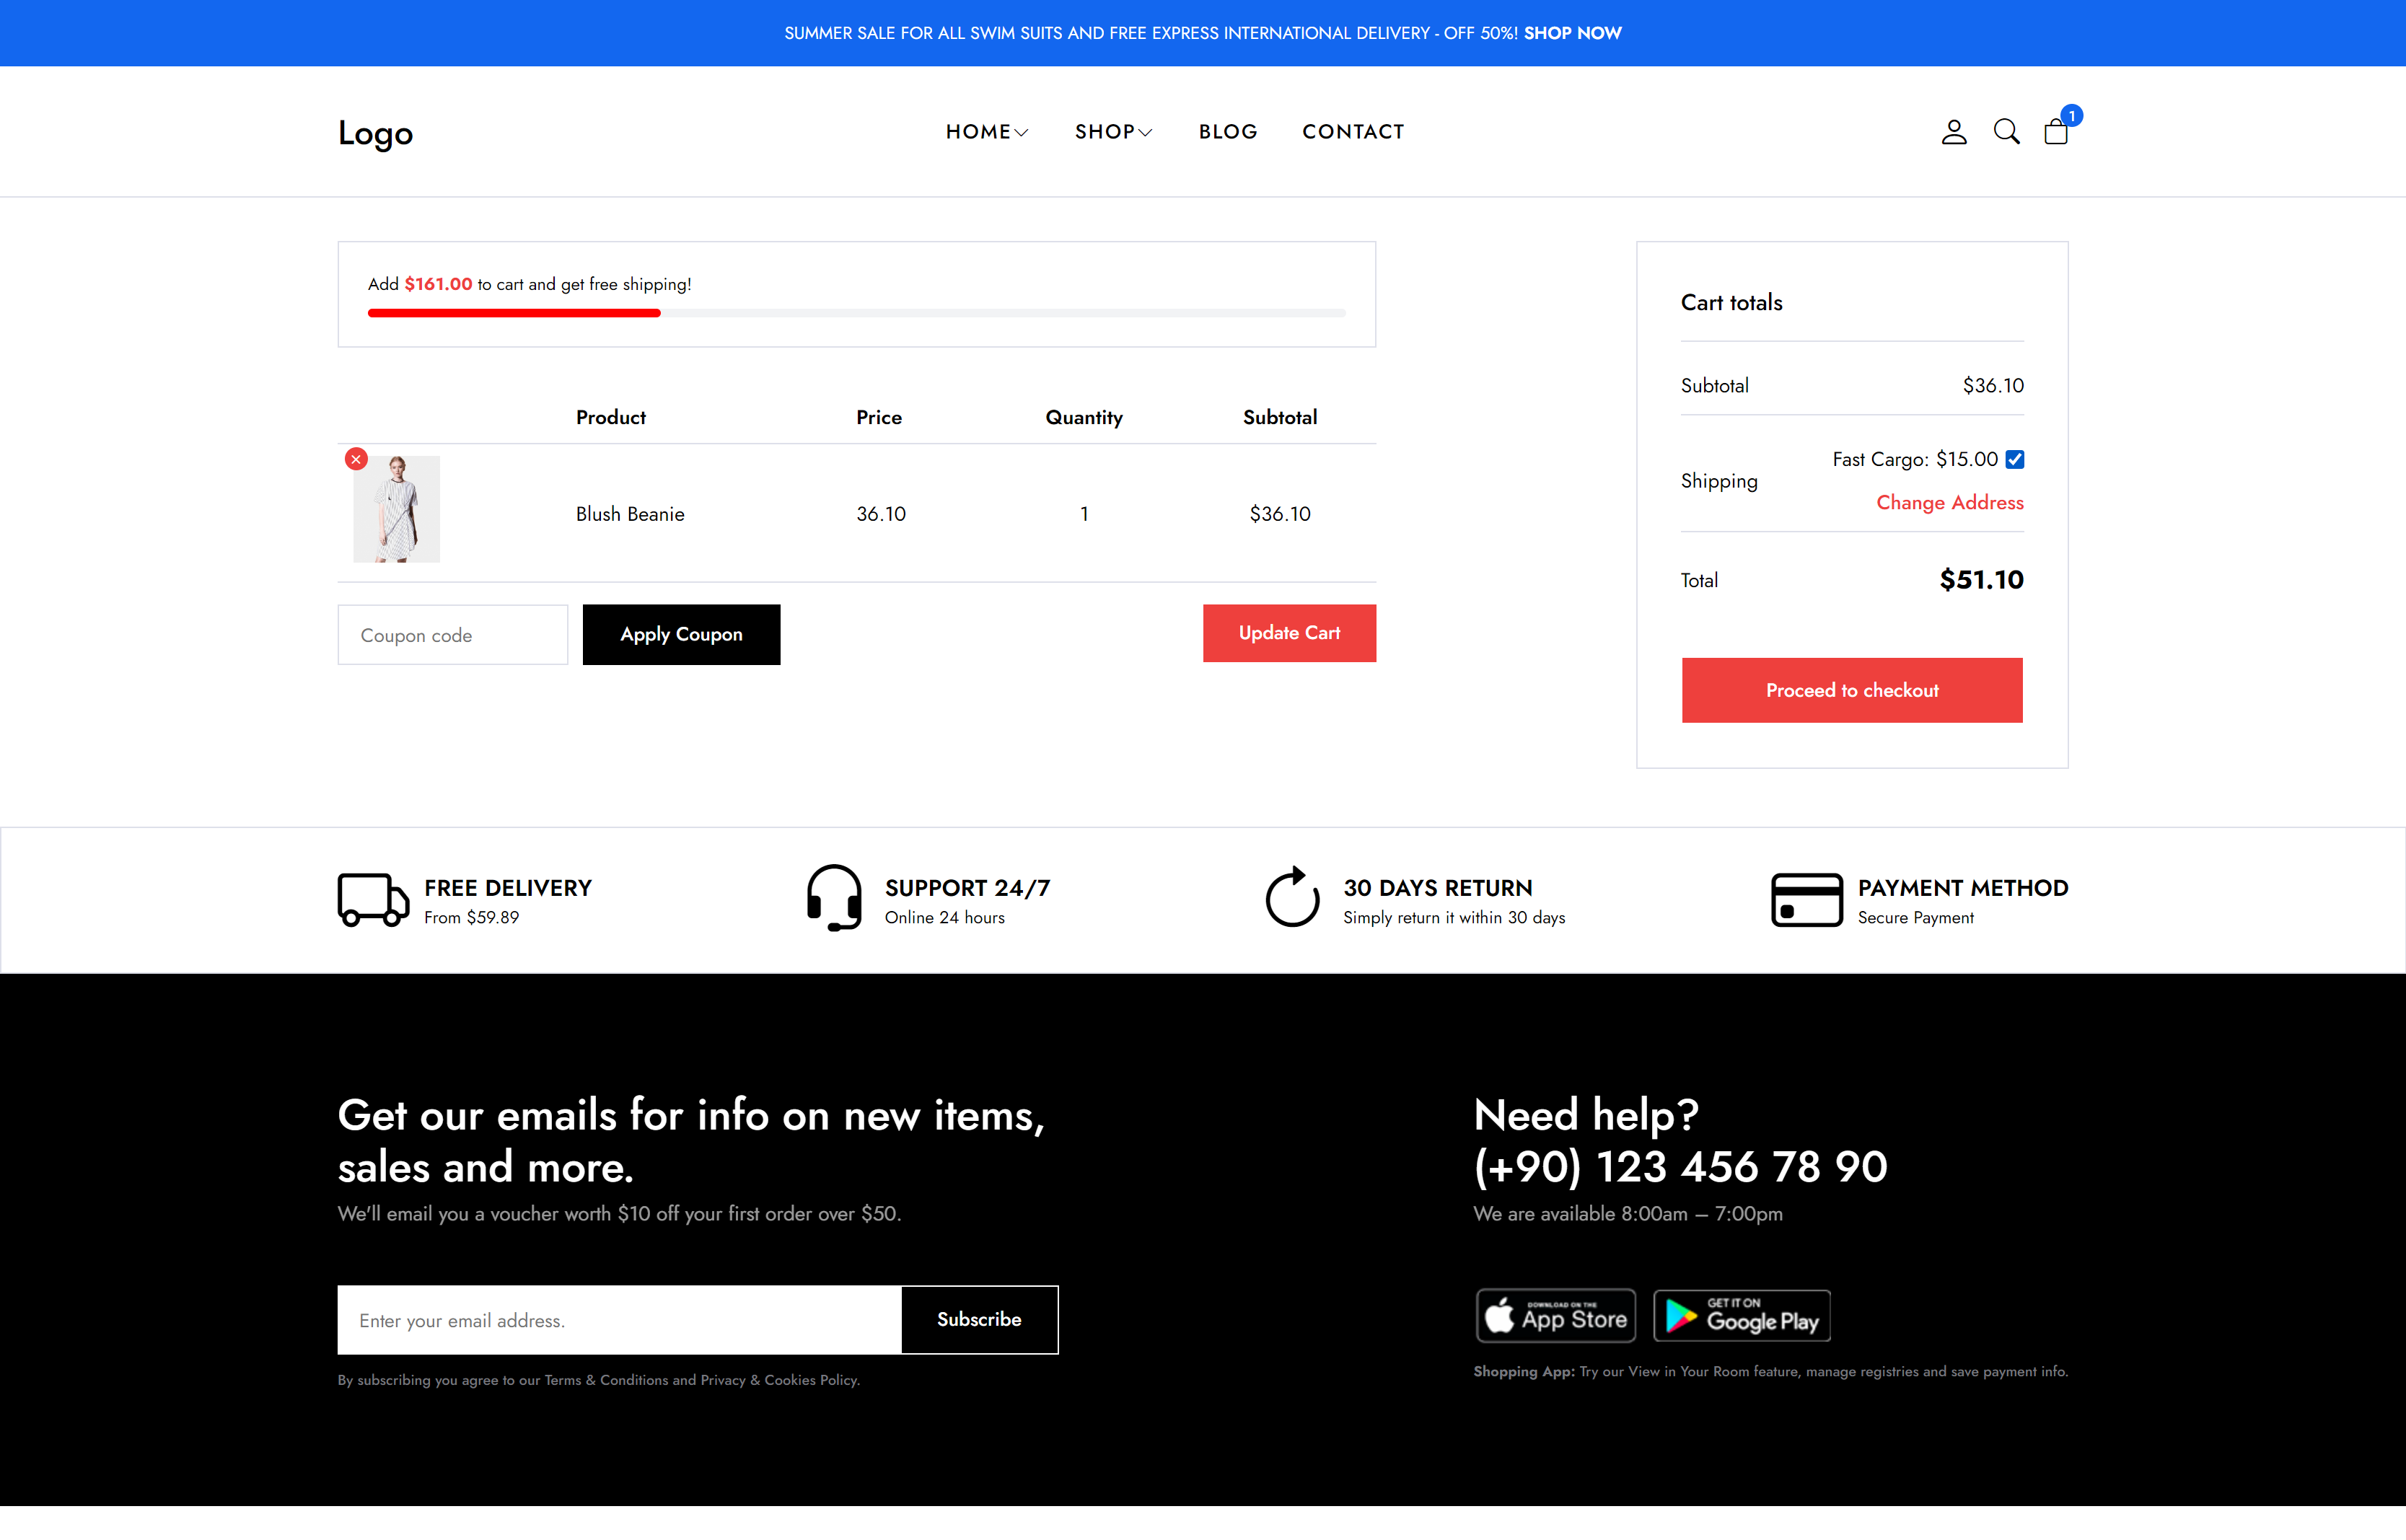 SUMMER SALE FOR ALL SWIM SUITS AND FREE EXPRESS INTERNATIONAL DELIVERY - OFF 50%! SHOP NOW
Logo
HOME SHOP BLOG CONTACT
1
Add $161.00 to cart and get free shipping!
Product Price Quantity Subtotal
Blush Beanie 36.10 1 $36.10
Coupon code Apply Coupon Update Cart
Cart totals
Subtotal $36.10
Fast Cargo: $15.00
Shipping
Change Address
Total $51.10
Proceed to checkout
FREE DELIVERY
From $59.89
SUPPORT 24/7
Online 24 hours
30 DAYS RETURN
Simply return it within 30 days
PAYMENT METHOD
Secure Payment
Get our emails for info on new items,
sales and more.
We'll email you a voucher worth $10 off your first order over $50.
Enter your email address. Subscribe
By subscribing you agree to our Terms & Conditions and Privacy & Cookies Policy.
Need help?
(+90) 123 456 78 90
We are available 8:00am – 7:00pm
DOWNLOAD ON THE
App Store
GET IT ON
Google Play
Shopping App: Try our View in Your Room feature, manage registries and save payment info.